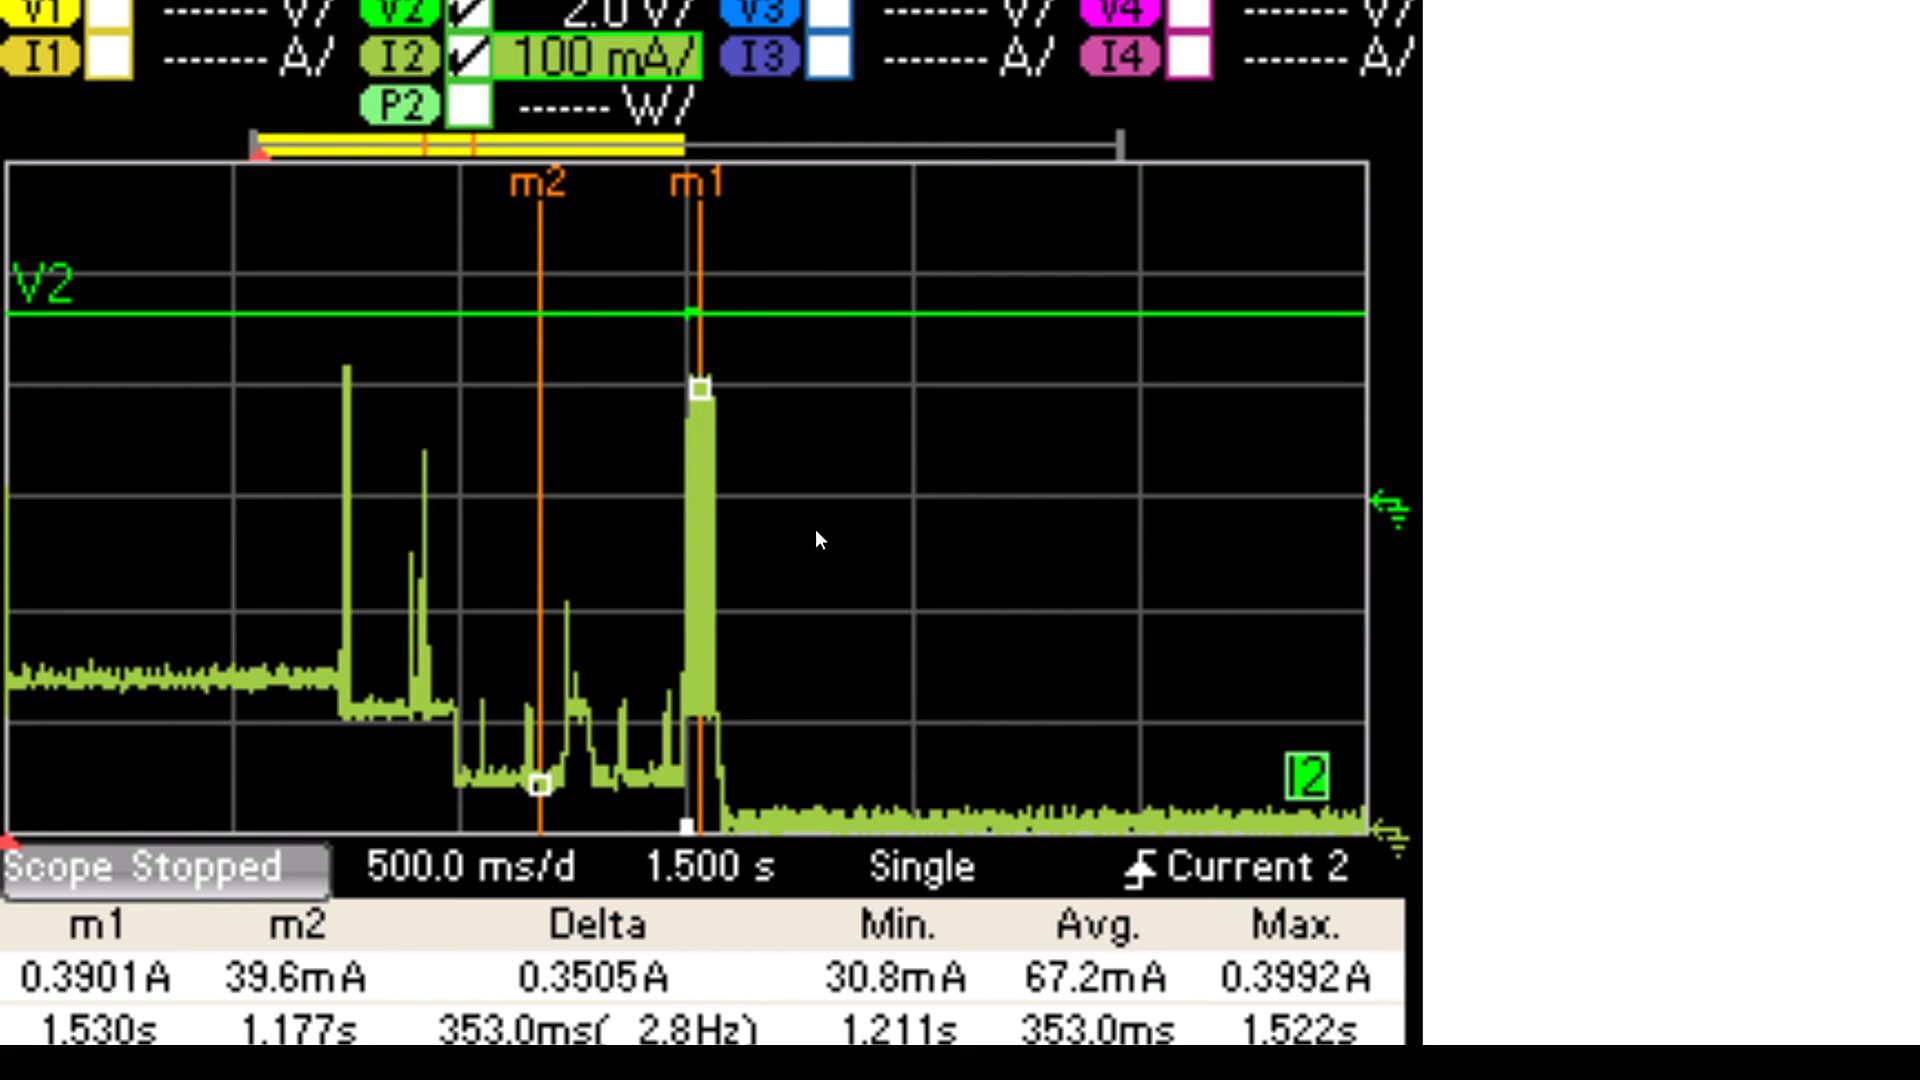 V1 ------- V/ V2 2.0 V/ V3 ------- V/ V4 ------- V/
I1 ------- A/ I2 100 mA/ I3 ------- A/ I4 ------- A/
P2 ------- W/
m2 m1
V2
I2
Scope Stopped 500.0 ms/d 1.500 s Single Current 2
m1 m2 Delta Min. Avg. Max.
0.3901A 39.6mA 0.3505A 30.8mA 67.2mA 0.3992A
1.530s 1.177s 353.0ms( 2.8Hz) 1.211s 353.0ms 1.522s